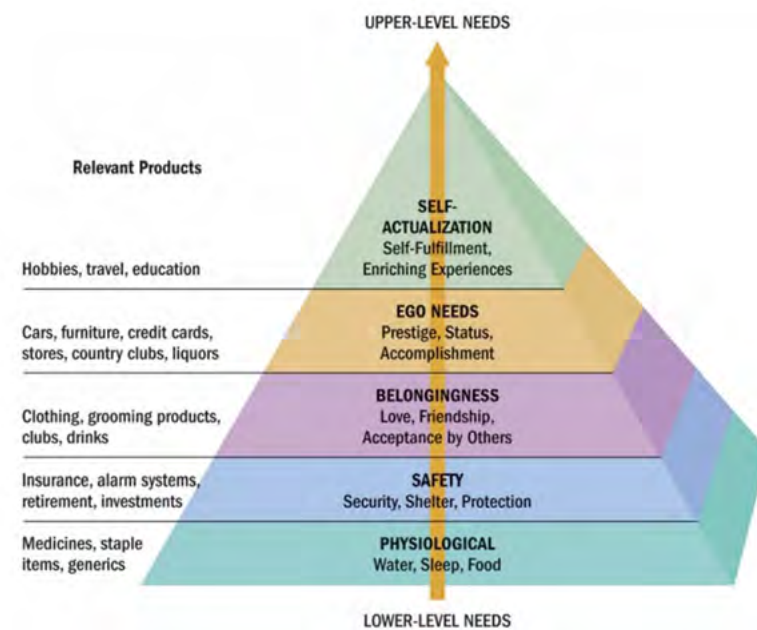 UPPER-LEVEL NEEDS
Relevant Products
SELF-
ACTUALIZATION
Self-Fulfillment,
Enriching Experiences
Hobbies, travel, education
EGO NEEDS
Prestige, Status,
Accomplishment
Cars, furniture, credit cards,
stores, country clubs, liquors
BELONGINGNESS
Love, Friendship,
Acceptance by Others
Clothing, grooming products,
clubs, drinks
SAFETY
Security, Shelter, Protection
Insurance, alarm systems,
retirement, investments
PHYSIOLOGICAL
Water, Sleep, Food
Medicines, staple
items, generics
LOWER-LEVEL NEEDS